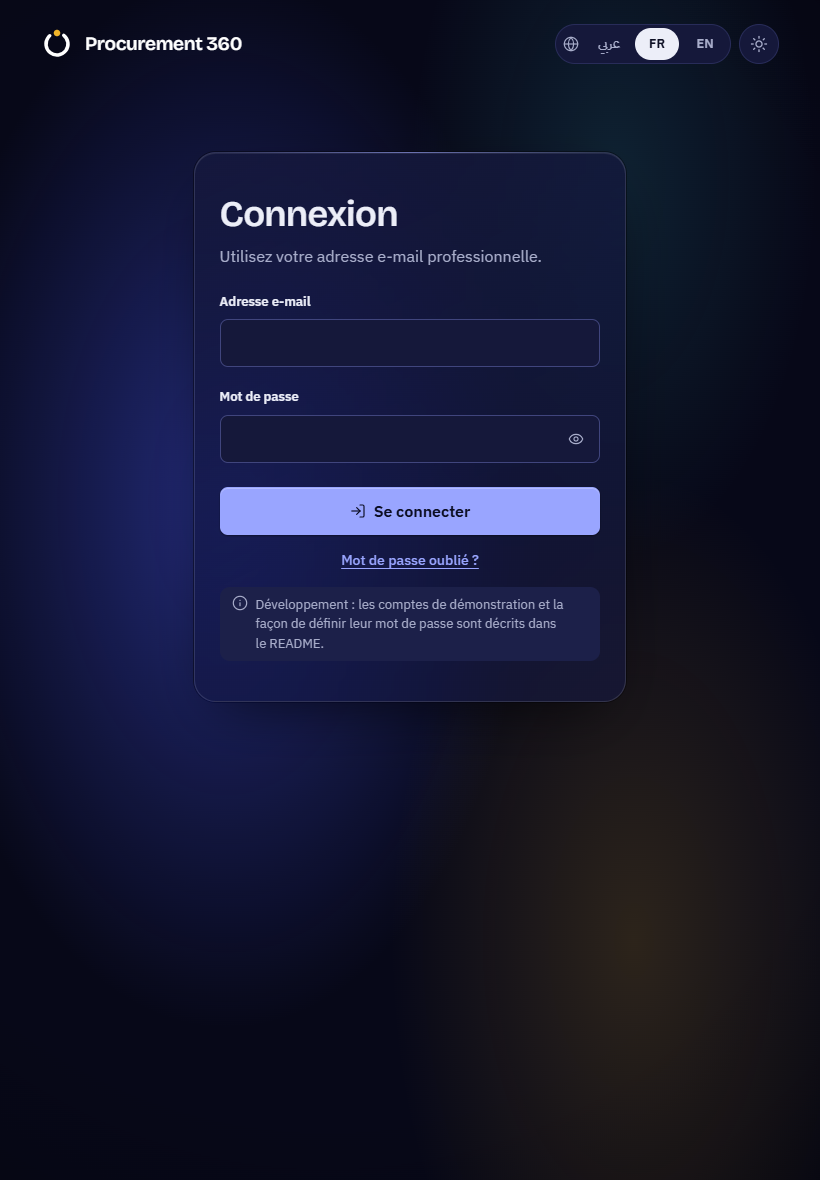 Procurement 360
عربي
FR
EN
Connexion
Utilisez votre adresse e-mail professionnelle.
Adresse e-mail
Mot de passe
Se connecter
Mot de passe oublié ?
Développement : les comptes de démonstration et la
façon de définir leur mot de passe sont décrits dans
le README.